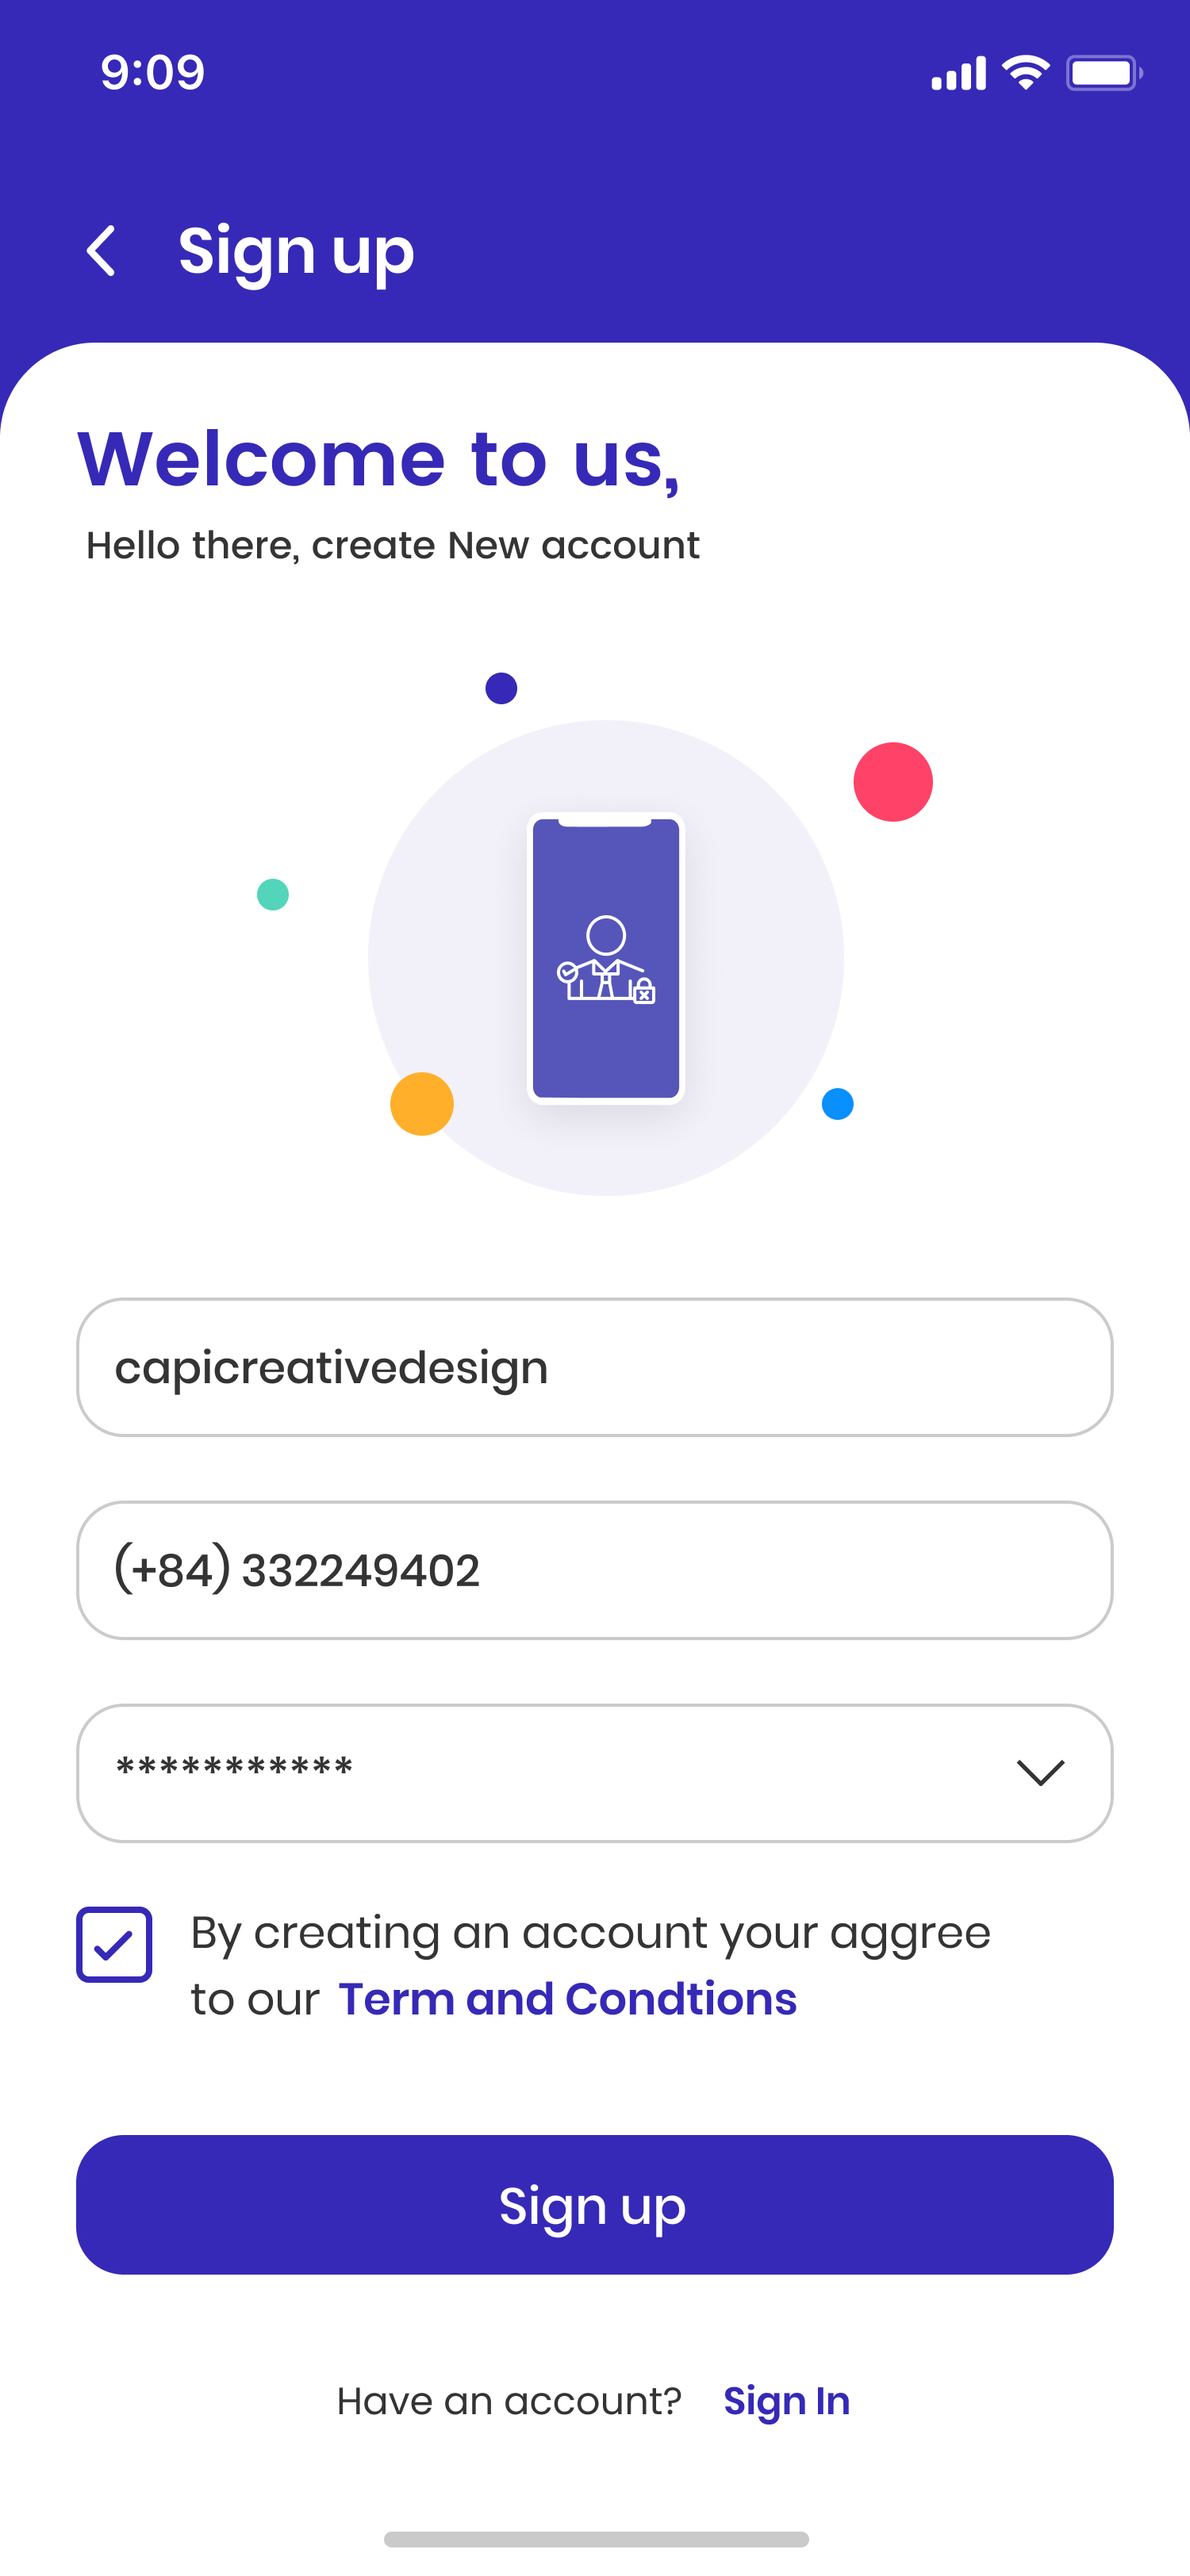 9:09
Sign up
Welcome to us,
Hello there, create New account
capicreativedesign
(+84) 332249402
***********
By creating an account your aggree
to our Term and Condtions
Sign up
Have an account? Sign In